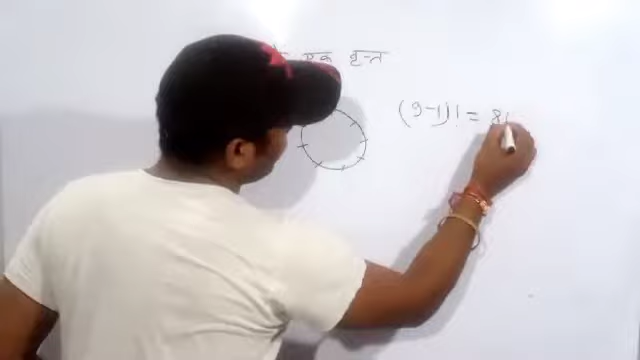 एक वृत्त
(9-1)! = 8!